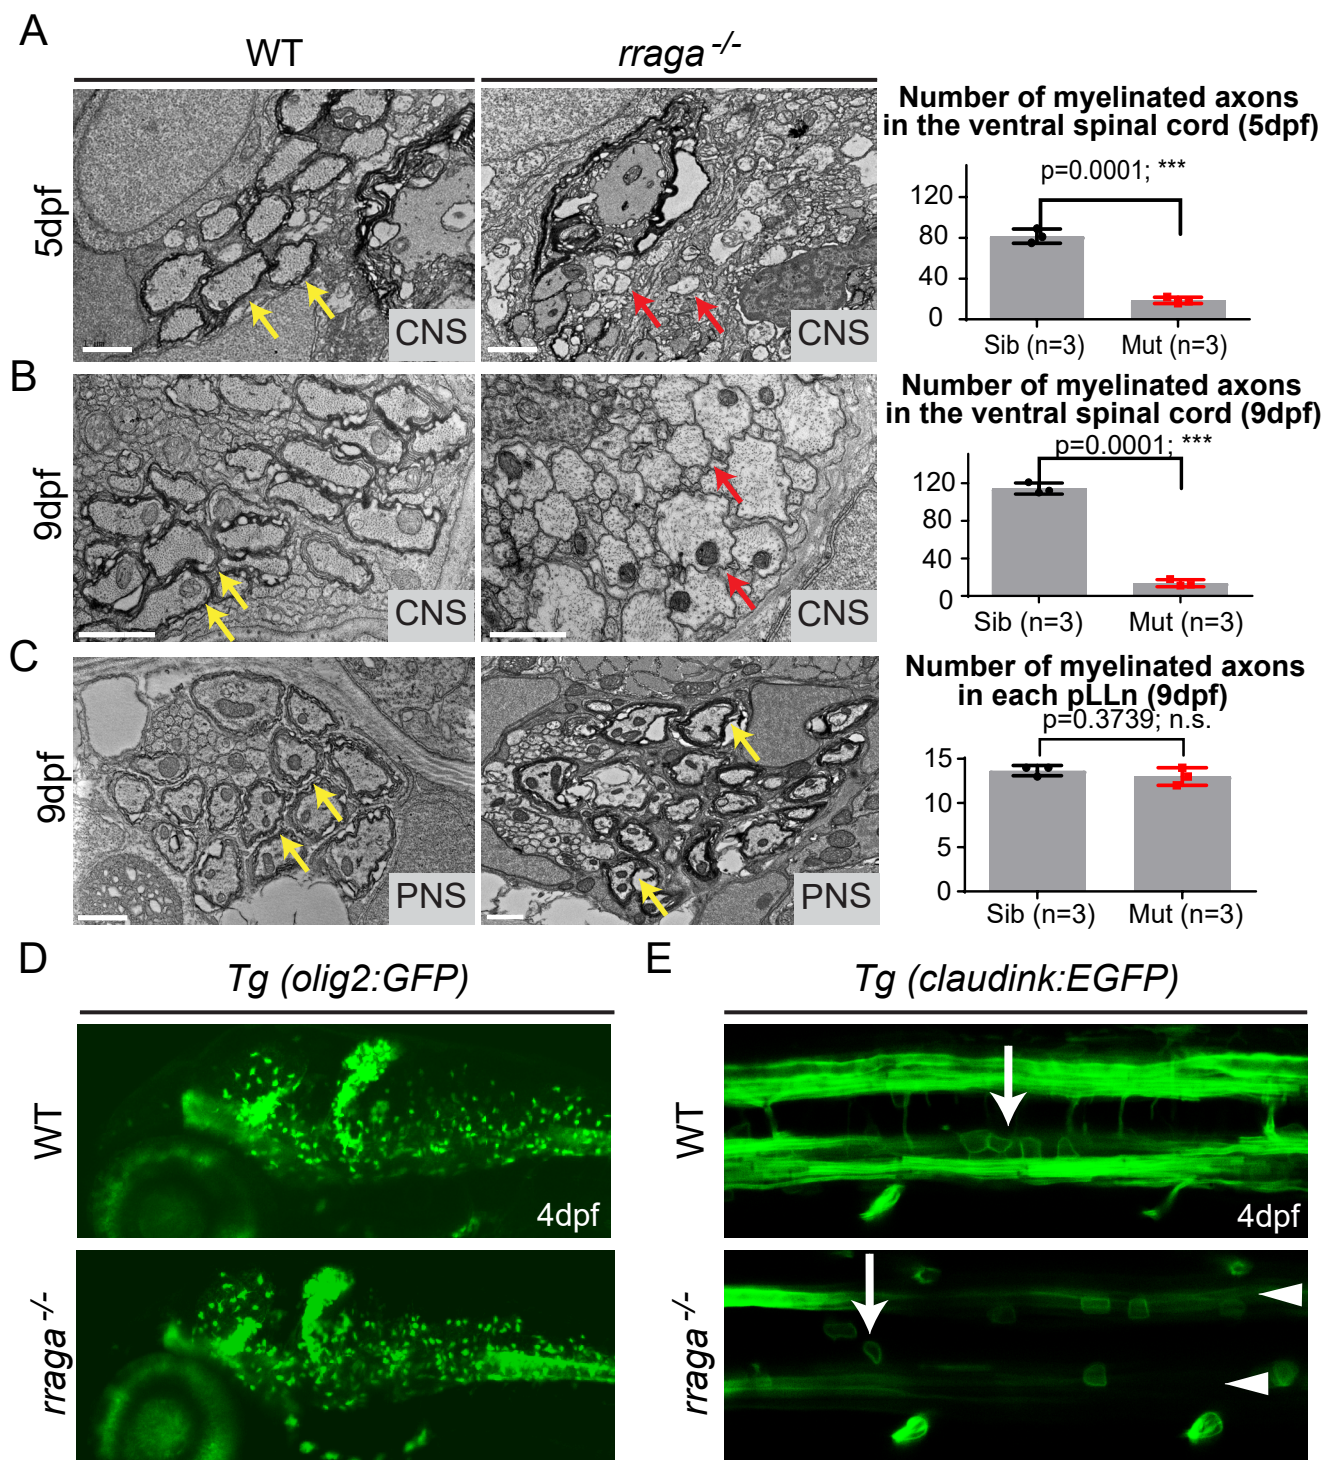 A
WT
rraga -/-
5dpf
CNS
CNS
Number of myelinated axons
in the ventral spinal cord (5dpf)
p=0.0001; ***
120
80
40
0
Sib (n=3)
Mut (n=3)
B
9dpf
CNS
CNS
Number of myelinated axons
in the ventral spinal cord (9dpf)
p=0.0001; ***
120
80
40
0
Sib (n=3)
Mut (n=3)
C
9dpf
PNS
PNS
Number of myelinated axons
in each pLLn (9dpf)
p=0.3739; n.s.
15
10
5
0
Sib (n=3)
Mut (n=3)
D
Tg (olig2:GFP)
WT
4dpf
rraga -/-
E
Tg (claudink:EGFP)
WT
4dpf
rraga -/-